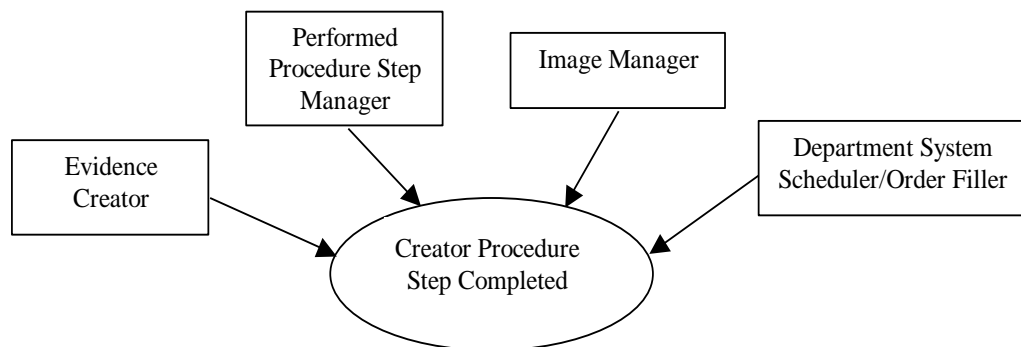 Performed
Procedure Step
Manager
Image Manager
Evidence
Creator
Department System
Scheduler/Order Filler
Creator Procedure
Step Completed